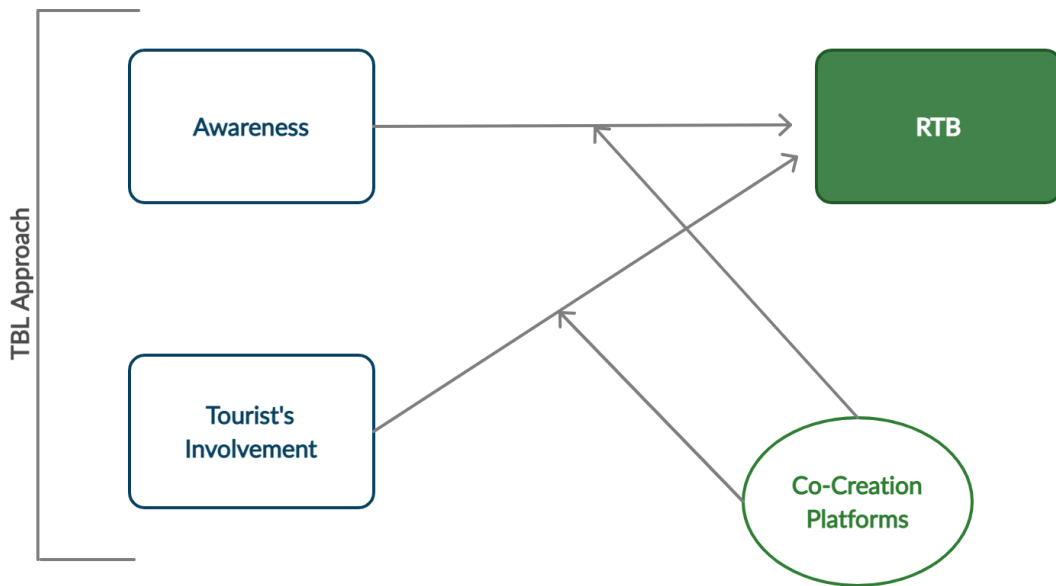 Awareness
RTB
TBL Approach
Tourist's
Involvement
Co-Creation
Platforms